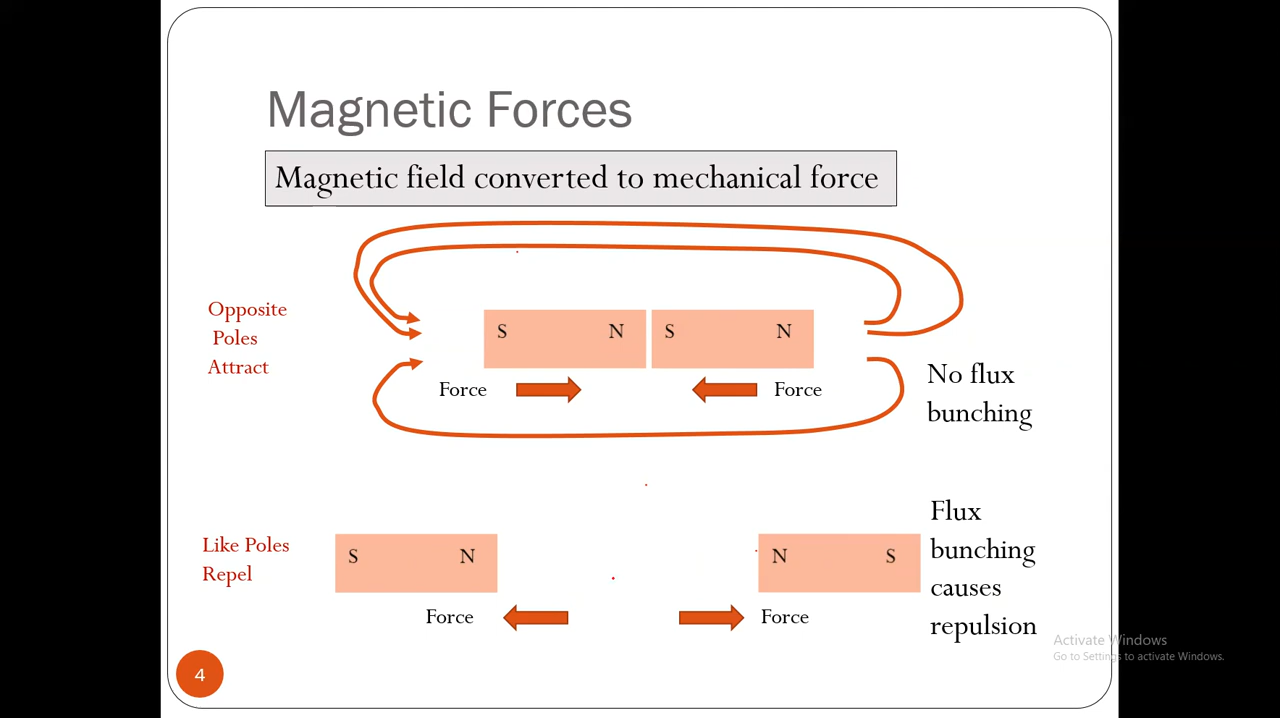 Magnetic Forces
Magnetic field converted to mechanical force
Opposite
Poles
Attract
S N S N
Force Force
No flux
bunching
Like Poles
Repel
S N N S
Force Force
Flux
bunching
causes
repulsion
Activate Windows
Go to Settings to activate Windows.
4